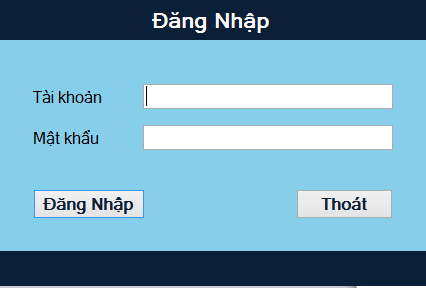 Đăng Nhập
Tài khoản
Mật khẩu
Đăng Nhập Thoát